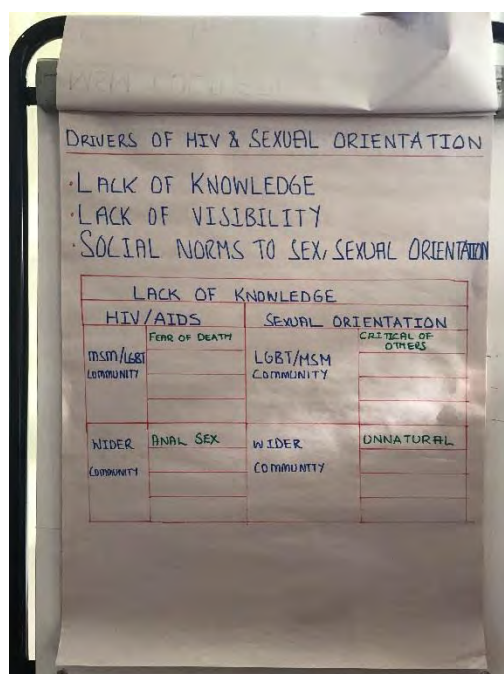 DRIVERS OF HIV & SEXUAL ORIENTATION
· LACK OF KNOWLEDGE
· LACK OF VISIBILITY
· SOCIAL NORMS TO SEX, SEXUAL ORIENTATION
LACK OF KNOWLEDGE
HIV/AIDS
SEXUAL ORIENTATION
MSM/LGBT
COMMUNITY
FEAR OF DEATH
LGBT/MSM
COMMUNITY
CRITICAL OF
OTHERS
WIDER
COMMUNITY
ANAL SEX
WIDER
COMMUNITY
UNNATURAL